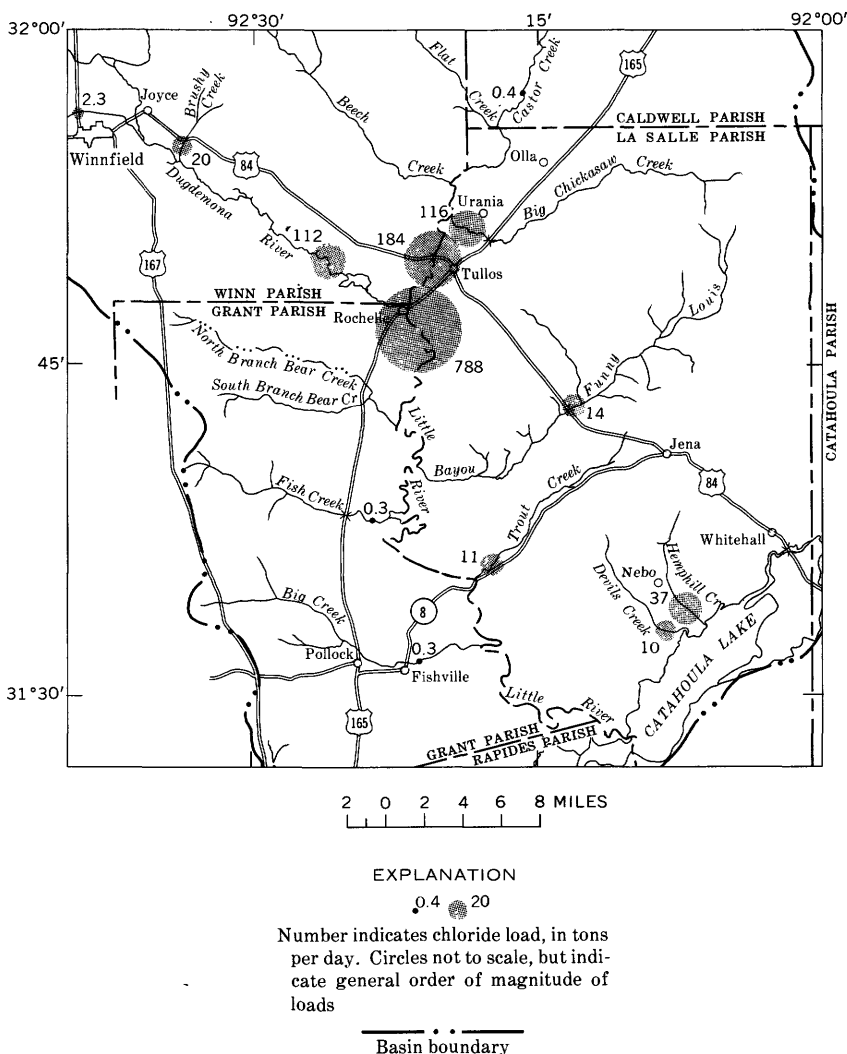 32°00'
92°30'
15'
92°00'
165
Flat
Creek
Castor Creek
0.4
Brushy
Creek
2.3
Joyce
Beech
Creek
CALDWELL PARISH
LA SALLE PARISH
Winnfield
20
84
Olla
Dugdemona
River
Urania
Big Chickasaw Creek
116
112
184
167
Tullos
WINN PARISH
GRANT PARISH
Rochelle
Funny Louis
Bayou
North Branch Bear Creek
45'
788
South Branch Bear Cr
Little
River
14
CATAHOULA PARISH
Jena
84
Fish Creek
0.3
Trout Creek
Whitehall
11
Nebo
Hemphill Cr
37
Devils Creek
10
Big Creek
8
0.3
Pollock
Fishville
CATAHOULA LAKE
31°30'
Little
River
165
GRANT PARISH
RAPIDES PARISH
2 0 2 4 6 8 MILES
EXPLANATION
0.4 20
Number indicates chloride load, in tons
per day. Circles not to scale, but indi-
cate general order of magnitude of
loads
Basin boundary